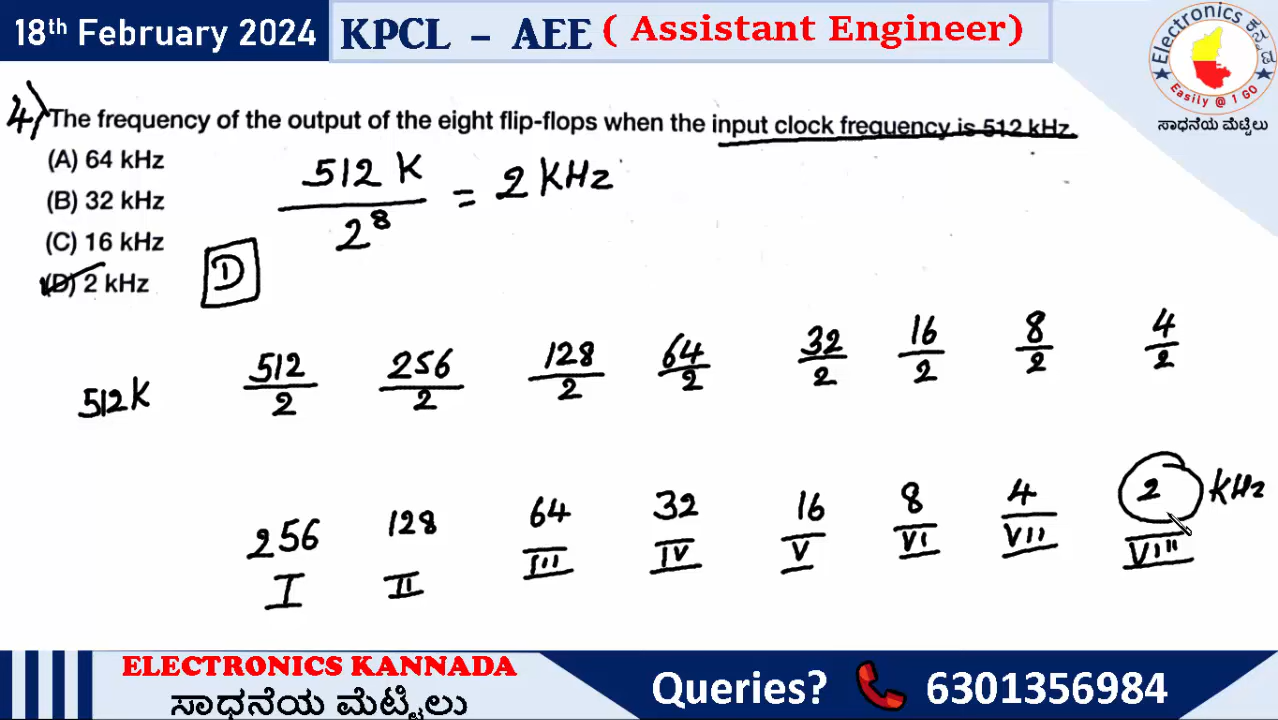 18th February 2024
KPCL - AEE ( Assistant Engineer)
Electronics ಕನ್ನಡ
Easily @ 1 GO
ಸಾಧನೆಯ ಮೆಟ್ಟಿಲು
4) The frequency of the output of the eight flip-flops when the input clock frequency is 512 kHz.
(A) 64 kHz
(B) 32 kHz
(C) 16 kHz
(D) 2 kHz
512 K / 2^8 = 2 KHz
D
512K 512/2 256/2 128/2 64/2 32/2 16/2 8/2 4/2
256 128 64 32 16 8 4 2 KHz
I II III IV V VI VII VIII
ELECTRONICS KANNADA
ಸಾಧನೆಯ ಮೆಟ್ಟಿಲು
Queries? 6301356984